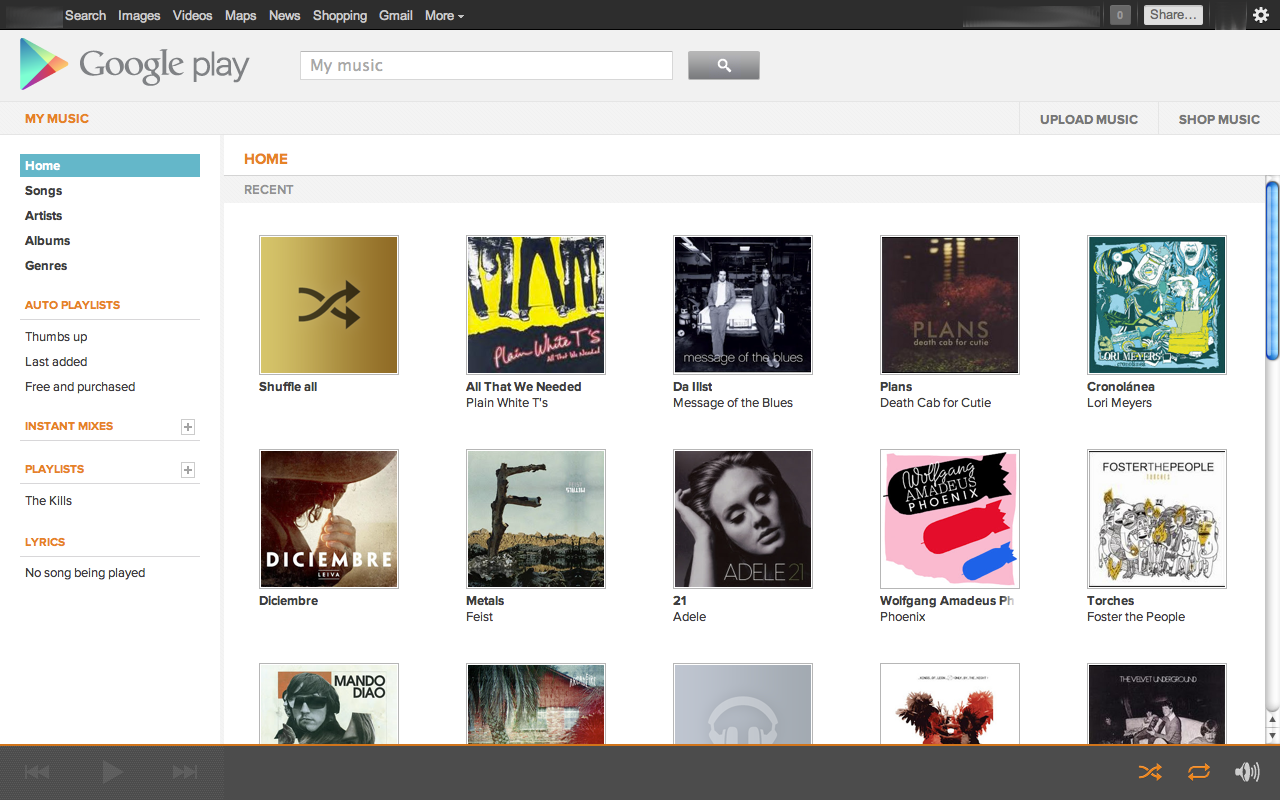 Search Images Videos Maps News Shopping Gmail More
0 Share...
Google play My music
MY MUSIC UPLOAD MUSIC SHOP MUSIC
Home
Songs
Artists
Albums
Genres
AUTO PLAYLISTS
Thumbs up
Last added
Free and purchased
INSTANT MIXES
PLAYLISTS
The Kills
LYRICS
No song being played
HOME
RECENT
Plain White T's
All That We Needed
message of the blues
PLANS
death cab for cutie
LORI MEYERS
Shuffle all
All That We Needed
Plain White T's
Da Illst
Message of the Blues
Plans
Death Cab for Cutie
Cronolánea
Lori Meyers
DICIEMBRE
LEIVA
ADELE 21
Wolfgang
AMADEUS
PHOENIX
FOSTERTHEPEOPLE
TORCHES
Diciembre
Metals
Feist
21
Adele
Wolfgang Amadeus Ph
Phoenix
Torches
Foster the People
MANDO
DIAO
THE VELVET UNDERGROUND